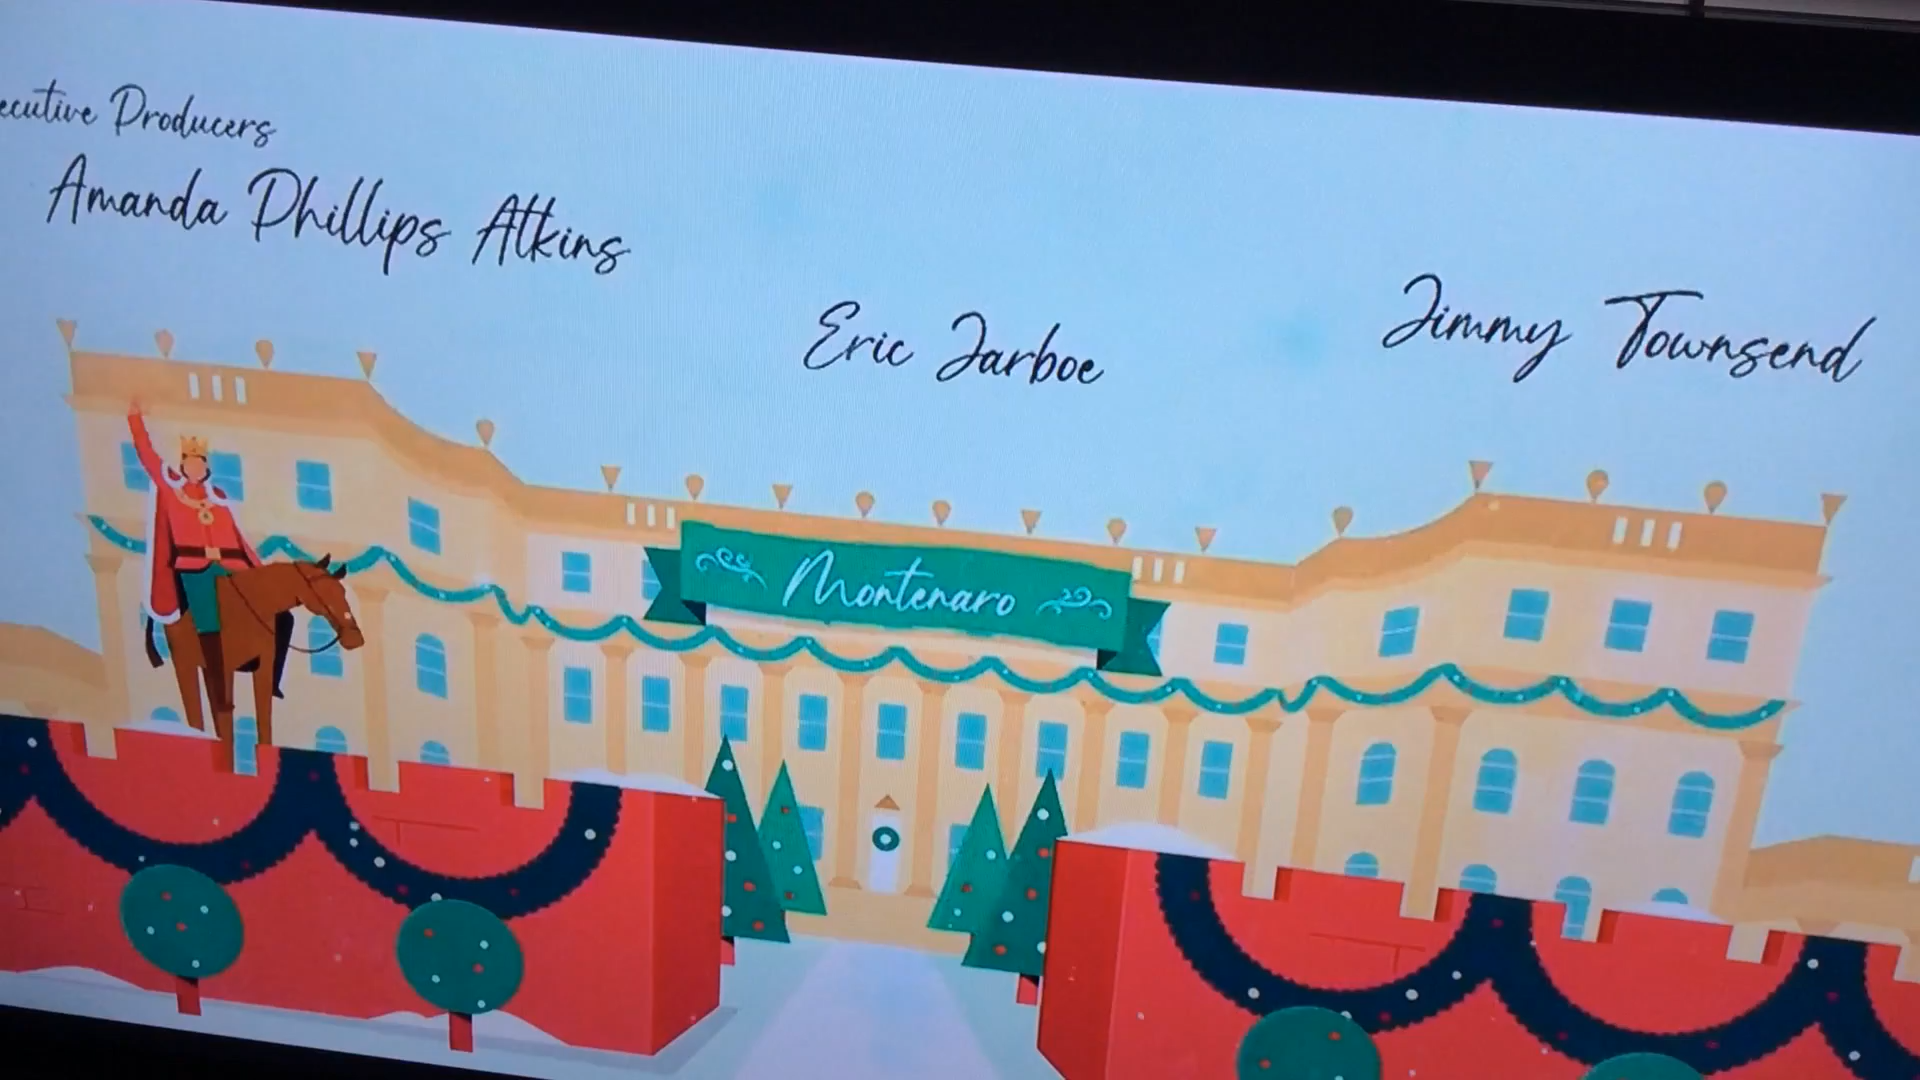 ecutive Producers
Amanda Phillips Atkins
Eric Jarboe
Jimmy Townsend
Montenaro